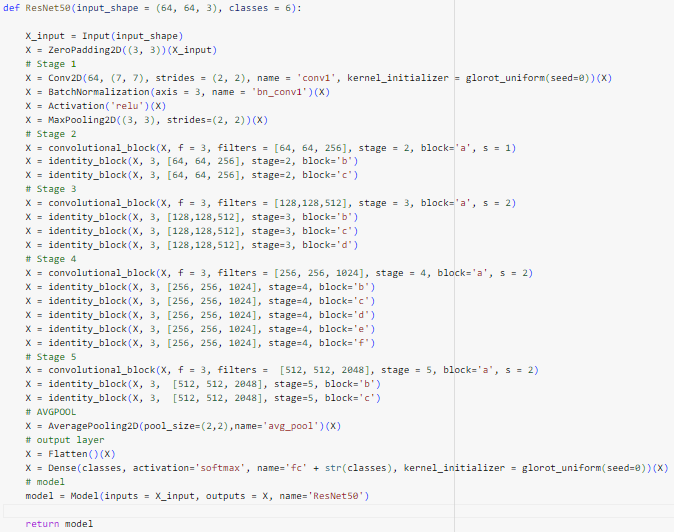 def ResNet50(input_shape = (64, 64, 3), classes = 6):
X_input = Input(input_shape)
X = ZeroPadding2D((3, 3))(X_input)
# Stage 1
X = Conv2D(64, (7, 7), strides = (2, 2), name = 'conv1', kernel_initializer = glorot_uniform(seed=0))(X)
X = BatchNormalization(axis = 3, name = 'bn_conv1')(X)
X = Activation('relu')(X)
X = MaxPooling2D((3, 3), strides=(2, 2))(X)
# Stage 2
X = convolutional_block(X, f = 3, filters = [64, 64, 256], stage = 2, block='a', s = 1)
X = identity_block(X, 3, [64, 64, 256], stage=2, block='b')
X = identity_block(X, 3, [64, 64, 256], stage=2, block='c')
# Stage 3
X = convolutional_block(X, f = 3, filters = [128,128,512], stage = 3, block='a', s = 2)
X = identity_block(X, 3, [128,128,512], stage=3, block='b')
X = identity_block(X, 3, [128,128,512], stage=3, block='c')
X = identity_block(X, 3, [128,128,512], stage=3, block='d')
# Stage 4
X = convolutional_block(X, f = 3, filters = [256, 256, 1024], stage = 4, block='a', s = 2)
X = identity_block(X, 3, [256, 256, 1024], stage=4, block='b')
X = identity_block(X, 3, [256, 256, 1024], stage=4, block='c')
X = identity_block(X, 3, [256, 256, 1024], stage=4, block='d')
X = identity_block(X, 3, [256, 256, 1024], stage=4, block='e')
X = identity_block(X, 3, [256, 256, 1024], stage=4, block='f')
# Stage 5
X = convolutional_block(X, f = 3, filters =  [512, 512, 2048], stage = 5, block='a', s = 2)
X = identity_block(X, 3,  [512, 512, 2048], stage=5, block='b')
X = identity_block(X, 3,  [512, 512, 2048], stage=5, block='c')
# AVGPOOL
X = AveragePooling2D(pool_size=(2,2),name='avg_pool')(X)
# output layer
X = Flatten()(X)
X = Dense(classes, activation='softmax', name='fc' + str(classes), kernel_initializer = glorot_uniform(seed=0))(X)
# model
model = Model(inputs = X_input, outputs = X, name='ResNet50')
return model